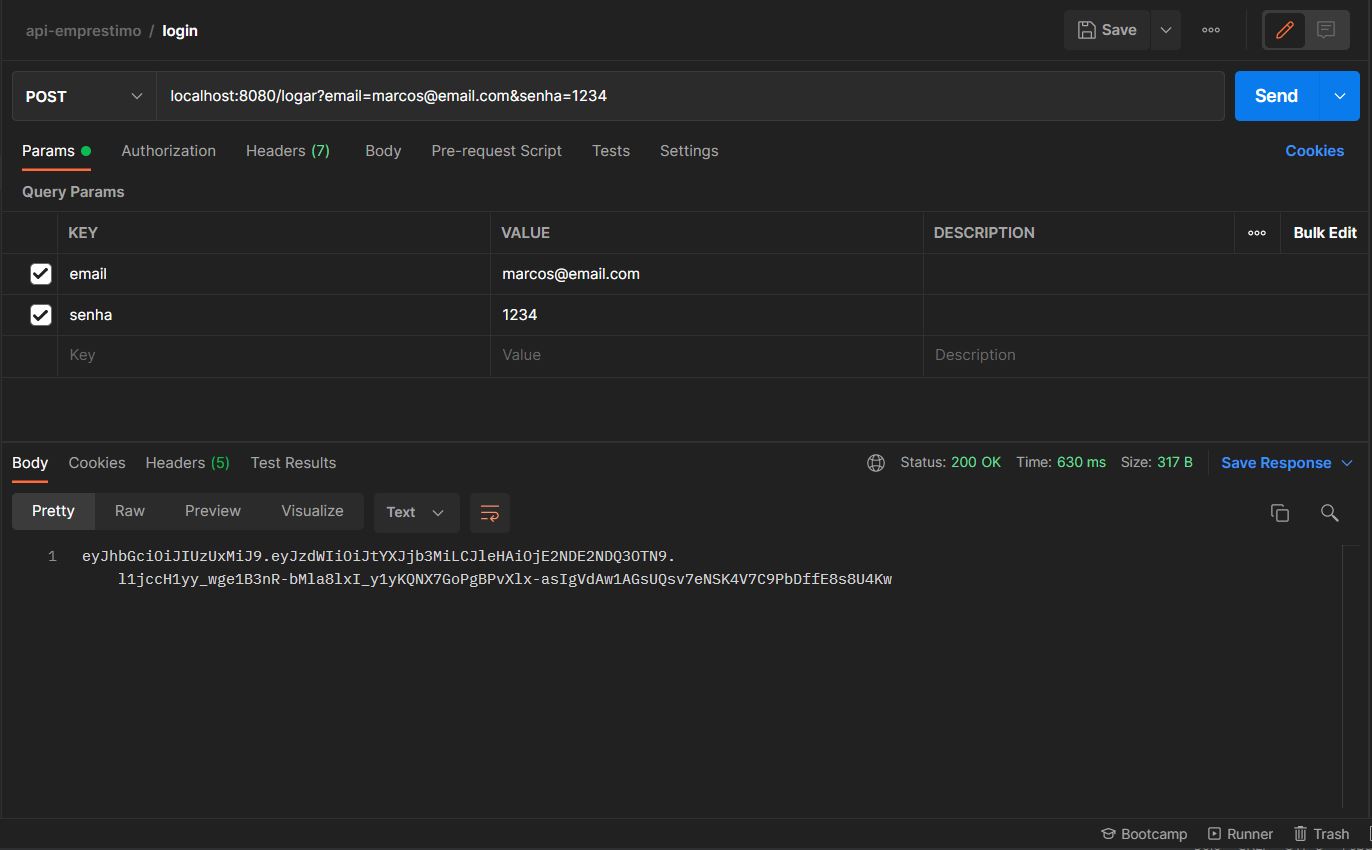 api-emprestimo / login
Save
POST
localhost:8080/logar?email=marcos@email.com&senha=1234
Send
Params
Authorization
Headers (7)
Body
Pre-request Script
Tests
Settings
Cookies
Query Params
KEY
VALUE
DESCRIPTION
Bulk Edit
email
marcos@email.com
senha
1234
Key
Value
Description
Body
Cookies
Headers (5)
Test Results
Status: 200 OK
Time: 630 ms
Size: 317 B
Save Response
Pretty
Raw
Preview
Visualize
Text
1
eyJhbGciOiJIUzUxMiJ9.eyJzdWIiOiJtYXJjb3MiLCJleHAiOjE2NDE2NDQ3OTN9.
l1jccH1yy_wge1B3nR-bMla8lxI_y1yKQNX7GoPgBPvXlx-asIgVdAw1AGsUQsv7eNSK4V7C9PbDffE8s8U4Kw
Bootcamp
Runner
Trash